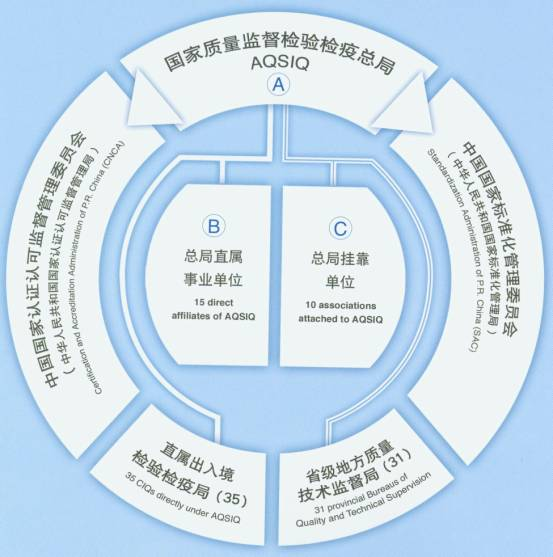 国家质量监督检验检疫总局
AQSIQ
A
中国国家认证认可监督管理委员会
（中华人民共和国国家认证认可监督管理局）
Certification and Accreditation Administration of P.R. China (CNCA)
中国国家标准化管理委员会
（中华人民共和国国家标准化管理局）
Standardization Administration of P.R. China (SAC)
B
总局直属
事业单位
15 direct
affiliates of AQSIQ
C
总局挂靠
单位
10 associations
attached to AQSIQ
直属出入境
检验检疫局（35）
35 CIQs directly under AQSIQ
省级地方质量
技术监督局（31）
31 provincial Bureaus of
Quality and Technical Supervision